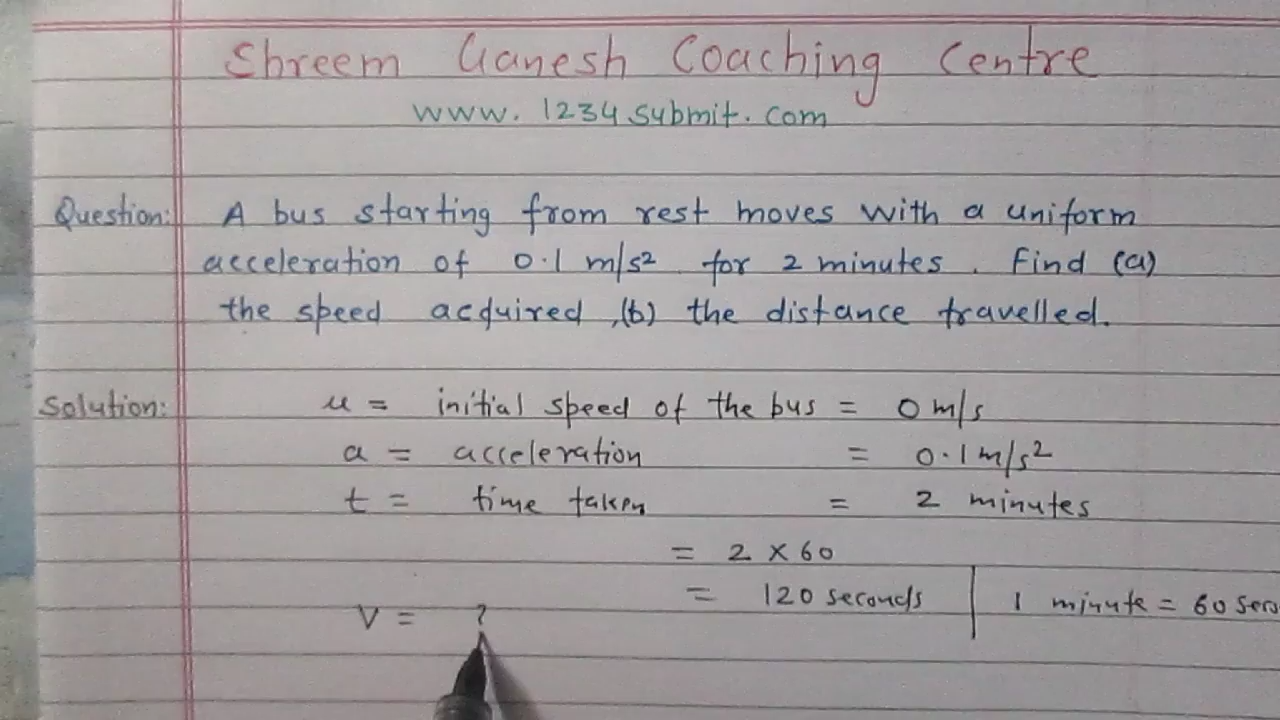 Shreem Ganesh Coaching Centre
www.1234submit.com
Question: A bus starting from rest moves with a uniform
acceleration of 0.1 m/s² for 2 minutes. Find (a)
the speed acquired, (b) the distance travelled.
Solution: u = initial speed of the bus = 0 m/s
a = acceleration = 0.1 m/s²
t = time taken = 2 minutes
= 2 × 60
= 120 seconds | 1 minute = 60 seco
v = ?